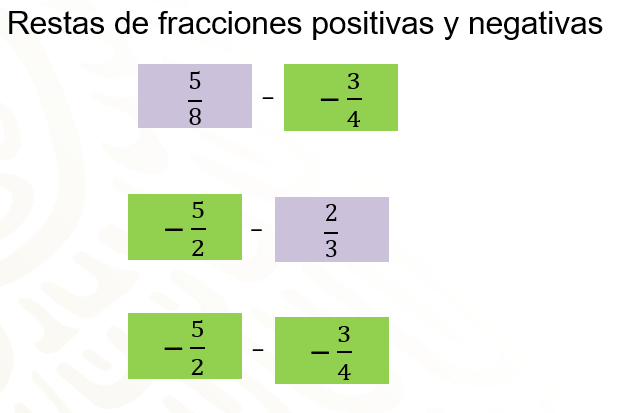 Restas de fracciones positivas y negativas
5/8 - -3/4
-5/2 - 2/3
-5/2 - -3/4